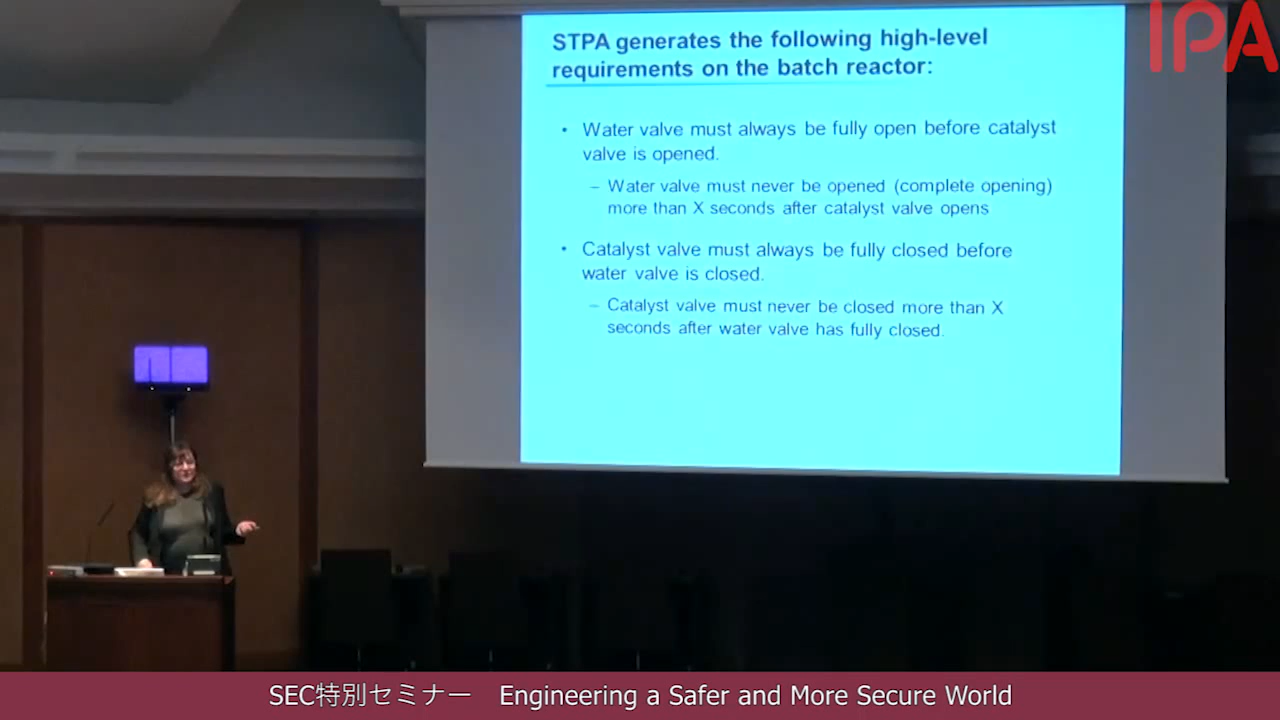 IPA
STPA generates the following high-level
requirements on the batch reactor:
• Water valve must always be fully open before catalyst
valve is opened.
– Water valve must never be opened (complete opening)
more than X seconds after catalyst valve opens
• Catalyst valve must always be fully closed before
water valve is closed.
– Catalyst valve must never be closed more than X
seconds after water valve has fully closed.
SEC特別セミナー Engineering a Safer and More Secure World